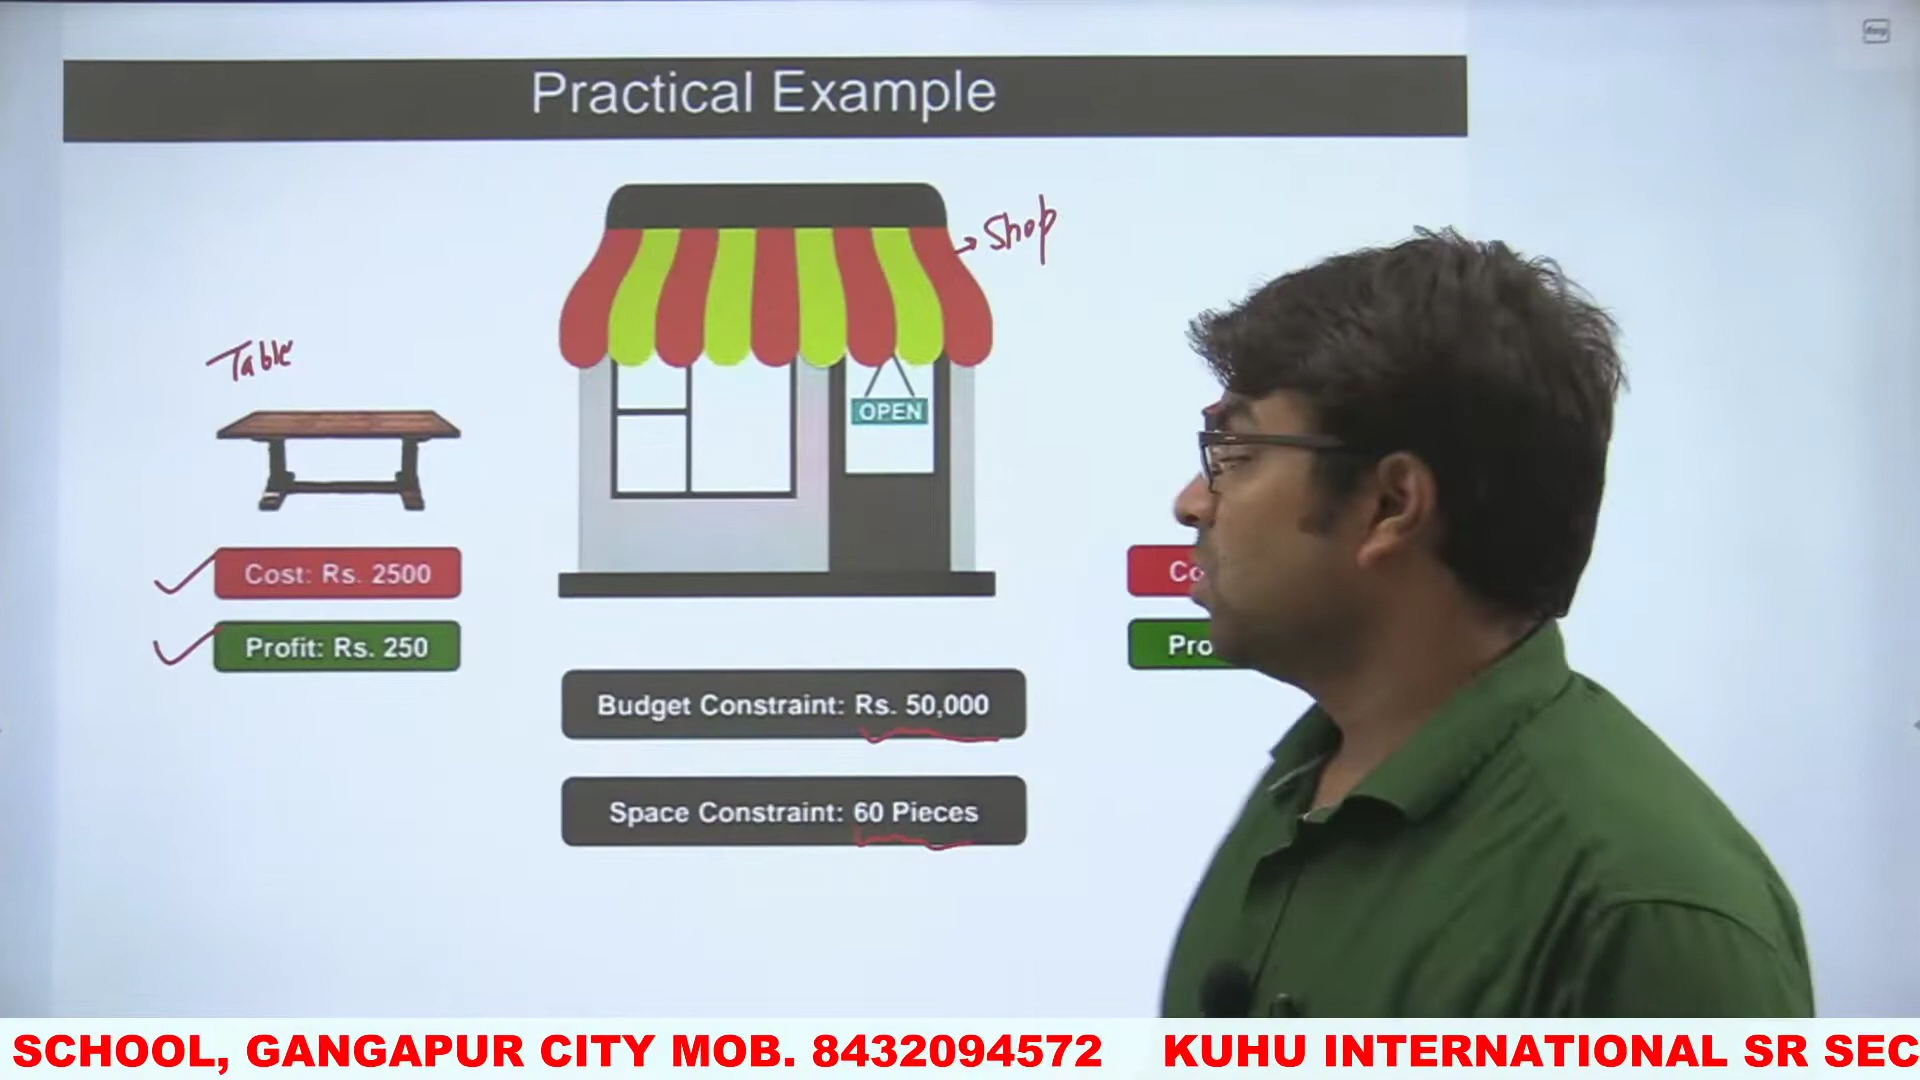 Practical Example
Shop
Table
OPEN
Cost: Rs. 2500
Profit: Rs. 250
Co
Pro
Budget Constraint: Rs. 50,000
Space Constraint: 60 Pieces
SCHOOL, GANGAPUR CITY MOB. 8432094572 KUHU INTERNATIONAL SR SEC